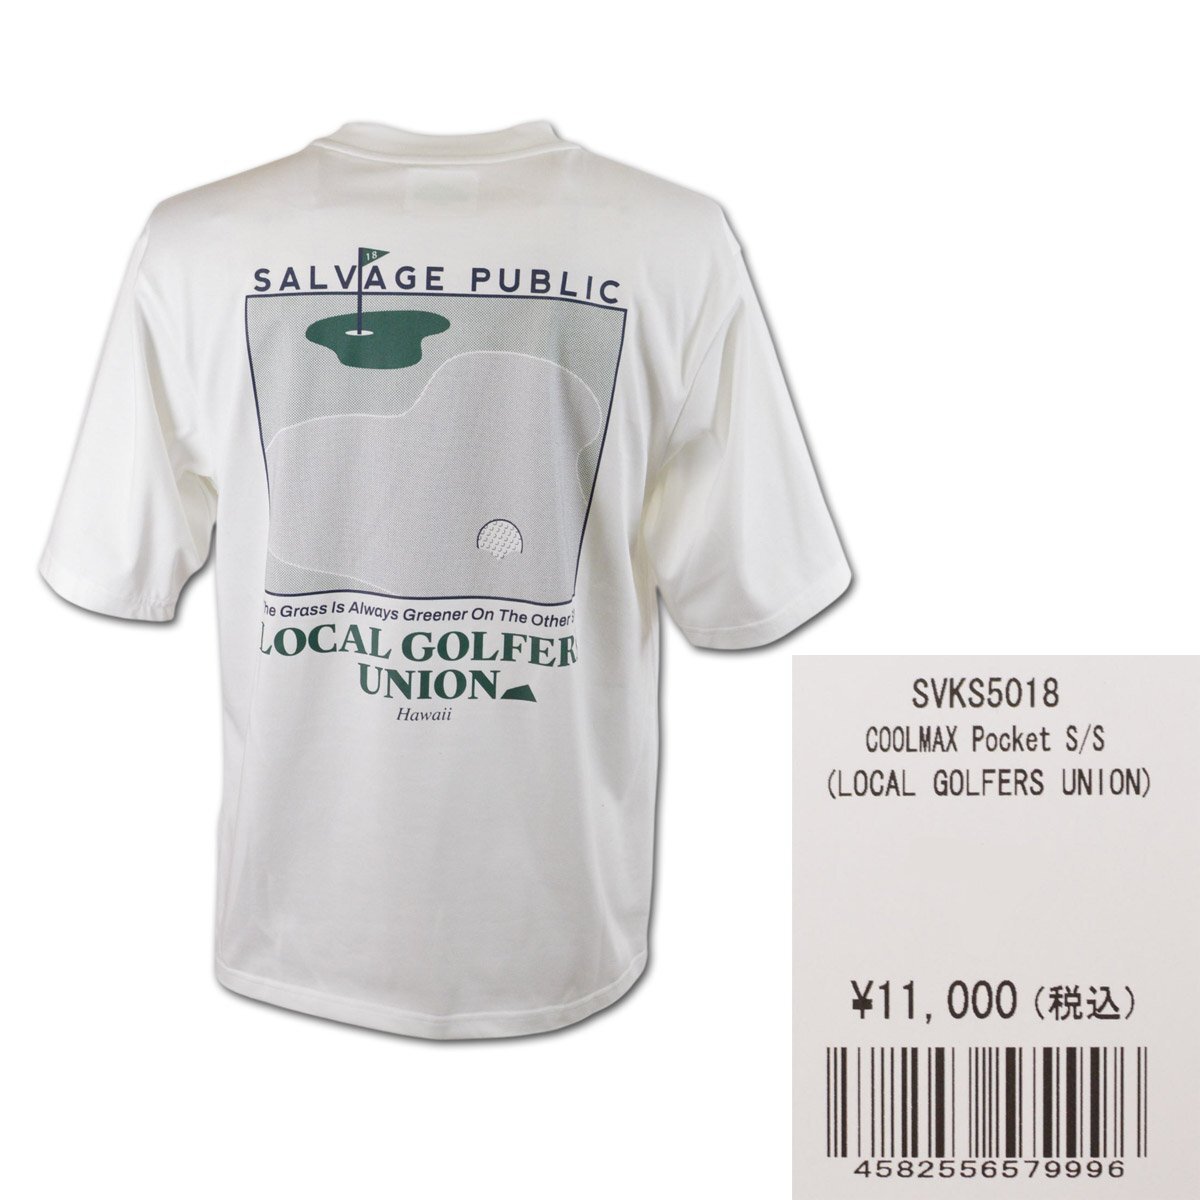 18
SALVAGE PUBLIC
he Grass Is Always Greener On The Other S
LOCAL GOLFERS
UNION
Hawaii
SVKS5018
COOLMAX Pocket S/S
(LOCAL GOLFERS UNION)
¥11,000(税込)
4582556579996